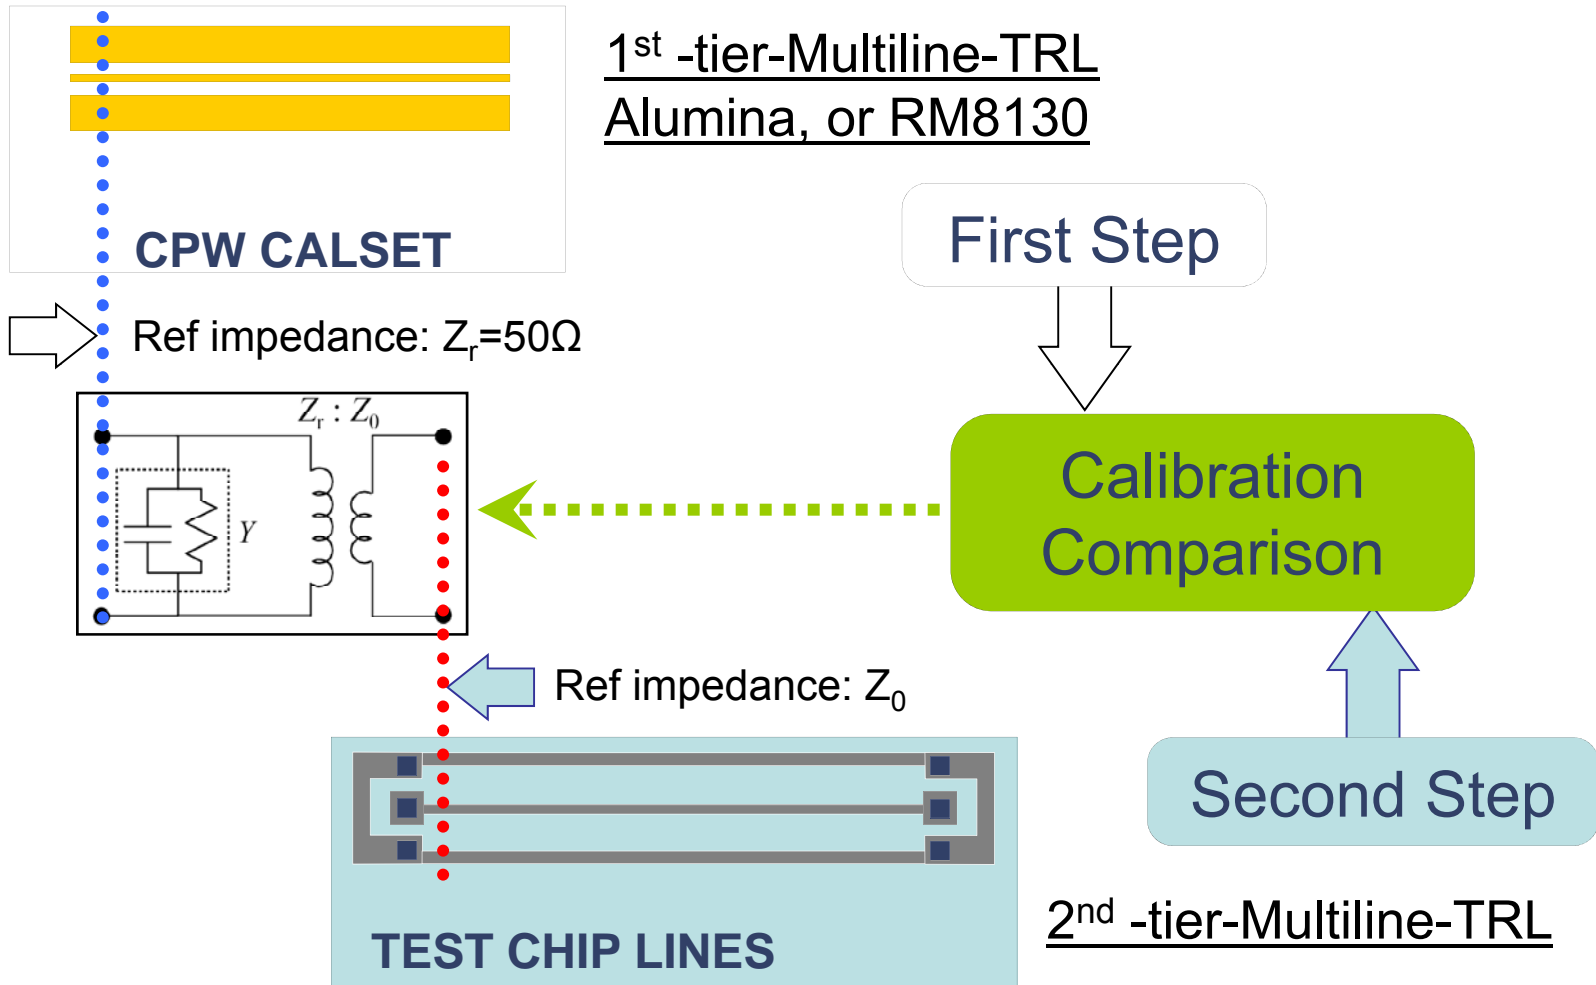 1st -tier-Multiline-TRL
Alumina, or RM8130
CPW CALSET
First Step
Ref impedance: Zr=50Ω
Zr : Z0
Y
Calibration
Comparison
Ref impedance: Z0
Second Step
2nd -tier-Multiline-TRL
TEST CHIP LINES